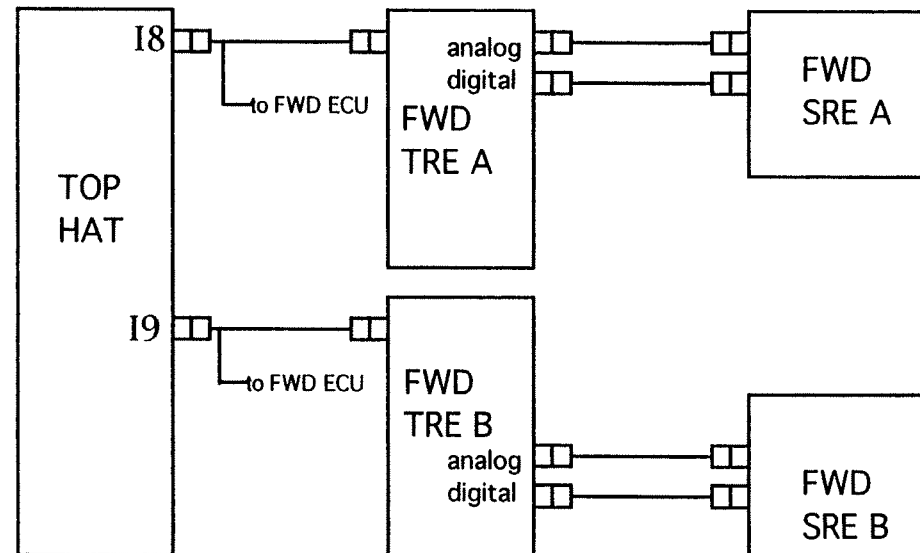 I8
analog
digital
to FWD ECU
FWD
TRE A
FWD
SRE A
TOP
HAT
I9
to FWD ECU
FWD
TRE B
analog
digital
FWD
SRE B